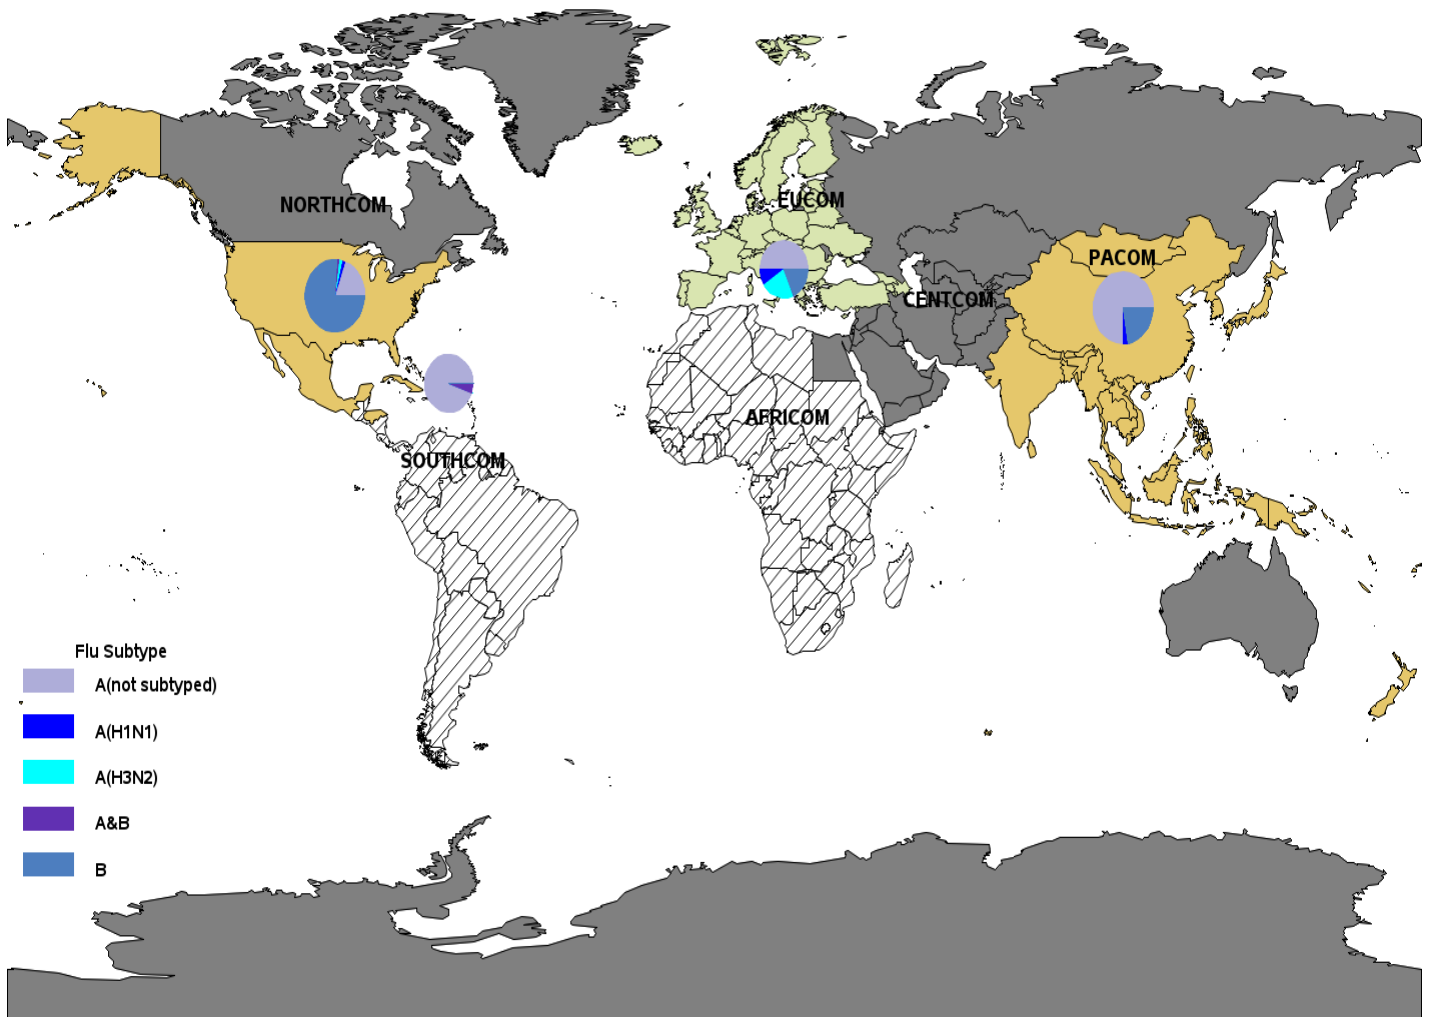 NORTHCOM
EUCOM
PACOM
CENTCOM
AFRICOM
SOUTHCOM
Flu Subtype
A(not subtyped)
A(H1N1)
A(H3N2)
A&B
B